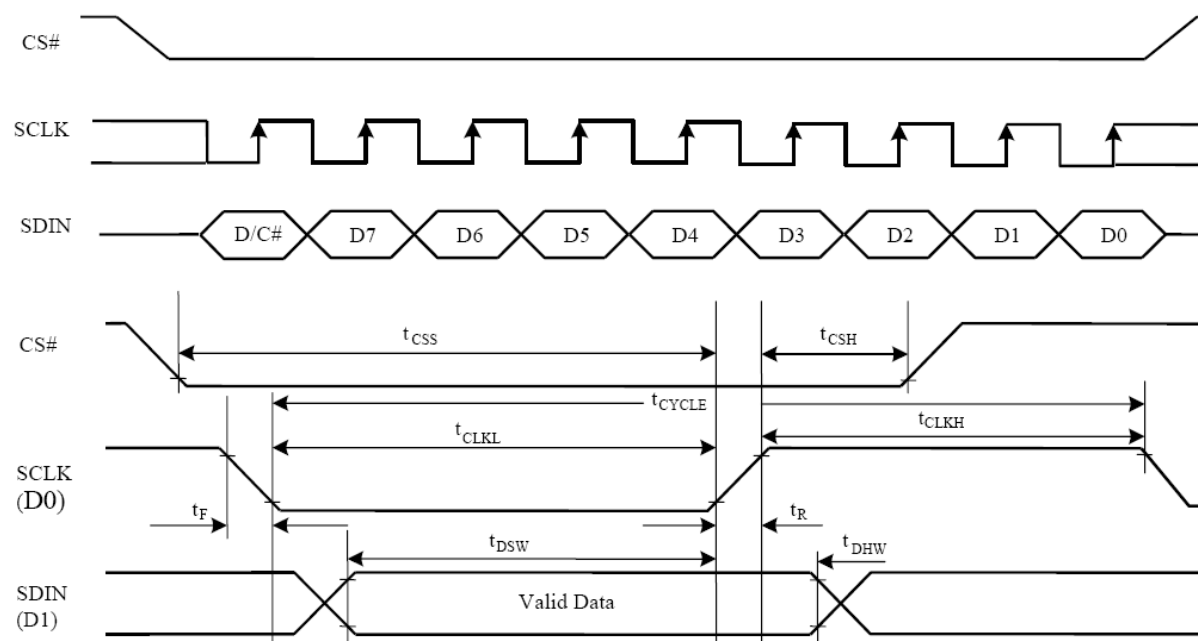 CS#
SCLK
SDIN D/C# D7 D6 D5 D4 D3 D2 D1 D0
CS# tCSS tCSH
tCYCLE
tCLKL tCLKH
SCLK
(D0)
tF tR
tDSW tDHW
SDIN
(D1) Valid Data